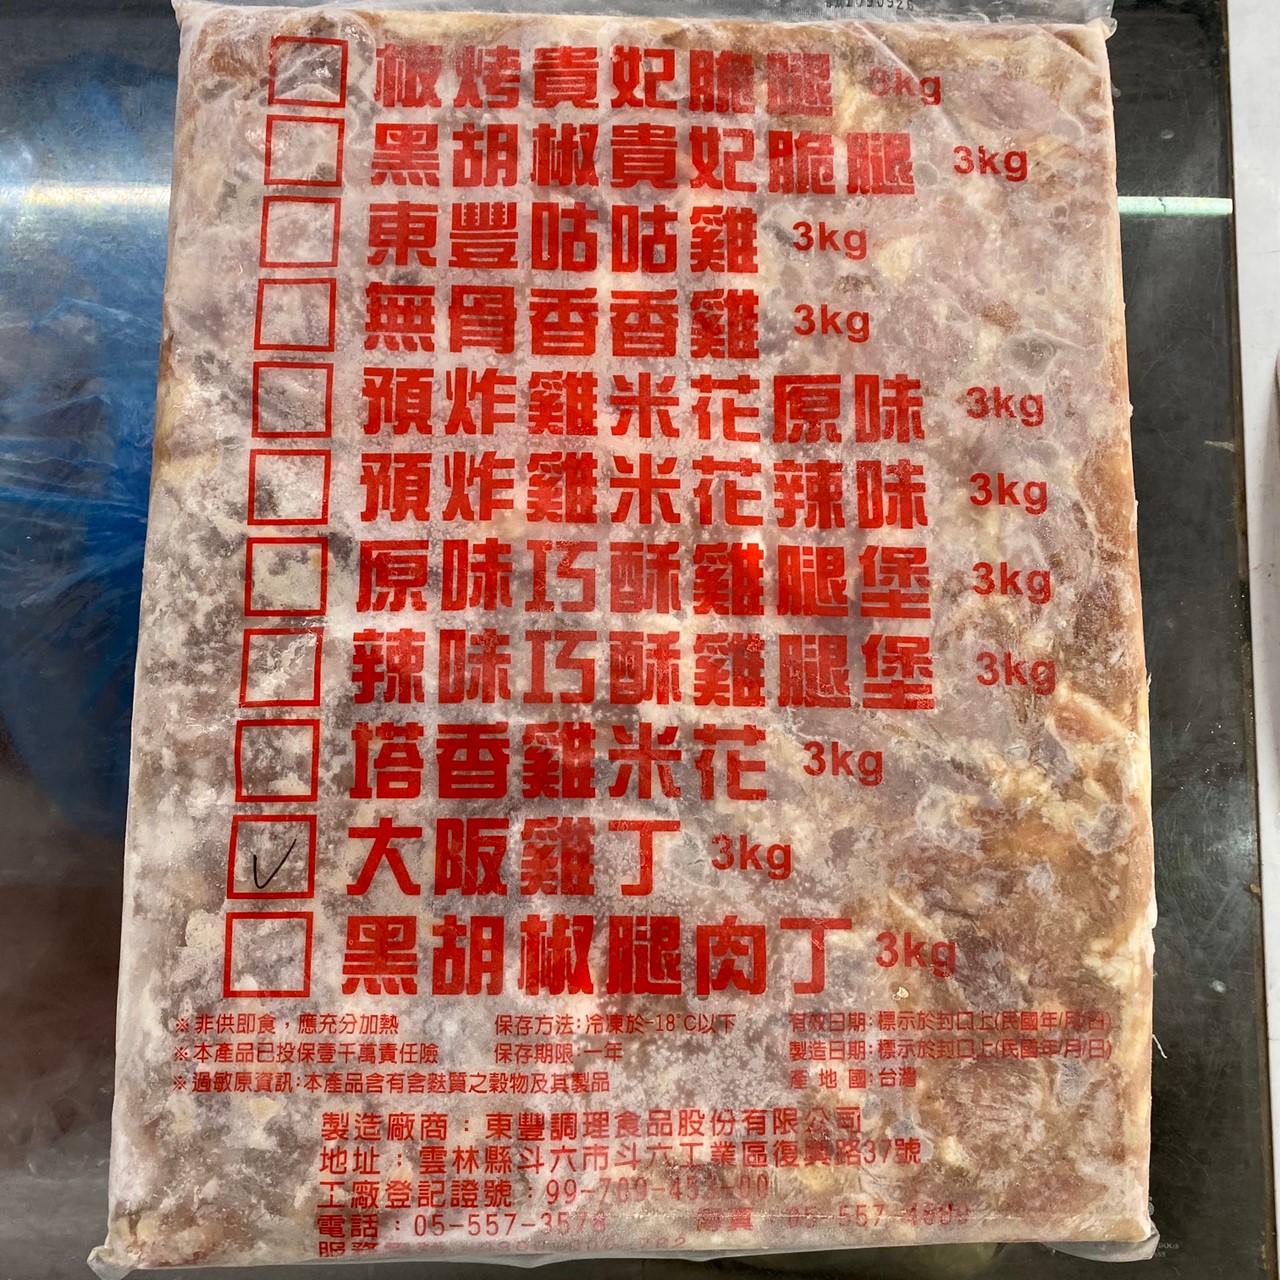 板烤貴妃脆腿 3kg
黑胡椒貴妃脆腿 3kg
東豐咕咕雞 3kg
無骨香香雞 3kg
預炸雞米花原味 3kg
預炸雞米花辣味 3kg
原味巧酥雞腿堡 3kg
辣味巧酥雞腿堡 3kg
塔香雞米花 3kg
大阪雞丁 3kg
黑胡椒腿肉丁 3kg
※非供即食，應充分加熱 保存方法:冷凍於-18°C以下 有效日期:標示於封口上(民國年/月/日)
※本產品已投保壹千萬責任險 保存期限:一年 製造日期:標示於封口上(民國年/月/日)
※過敏原資訊:本產品含有含麩質之穀物及其製品 產地國:台灣
製造廠商：東豐調理食品股份有限公司
地址：雲林縣斗六市斗六工業區復興路37號
工廠登記證號：99-709-45
電話：05-557-3578 05-557